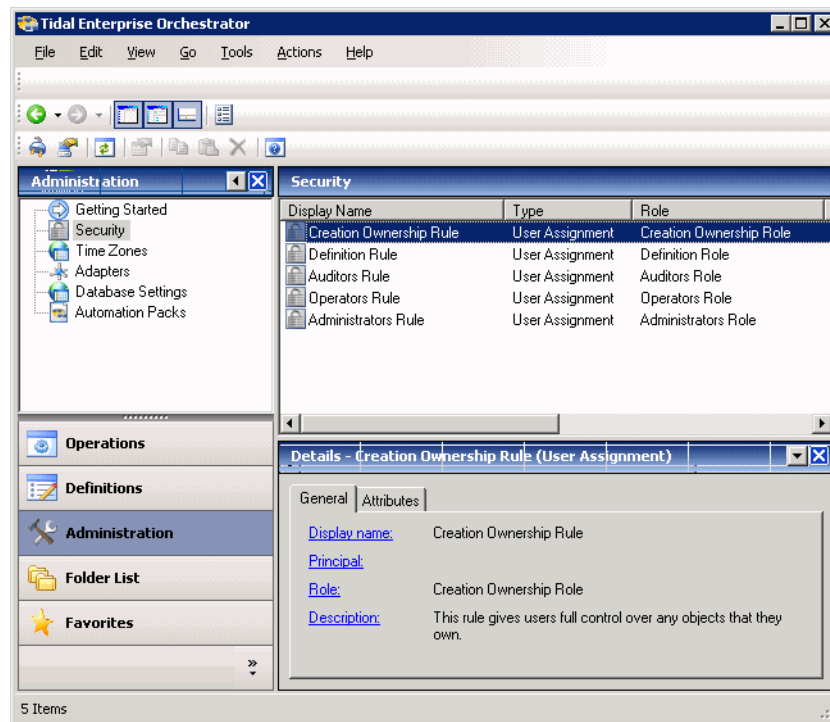 Tidal Enterprise Orchestrator
File Edit View Go Tools Actions Help
Administration
Getting Started
Security
Time Zones
Adapters
Database Settings
Automation Packs
Operations
Definitions
Administration
Folder List
Favorites
Security
Display Name Type Role
Creation Ownership Rule User Assignment Creation Ownership Role
Definition Rule User Assignment Definition Role
Auditors Rule User Assignment Auditors Role
Operators Rule User Assignment Operators Role
Administrators Rule User Assignment Administrators Role
Details - Creation Ownership Rule (User Assignment)
General Attributes
Display name: Creation Ownership Rule
Principal:
Role: Creation Ownership Role
Description: This rule gives users full control over any objects that they
own.
5 Items